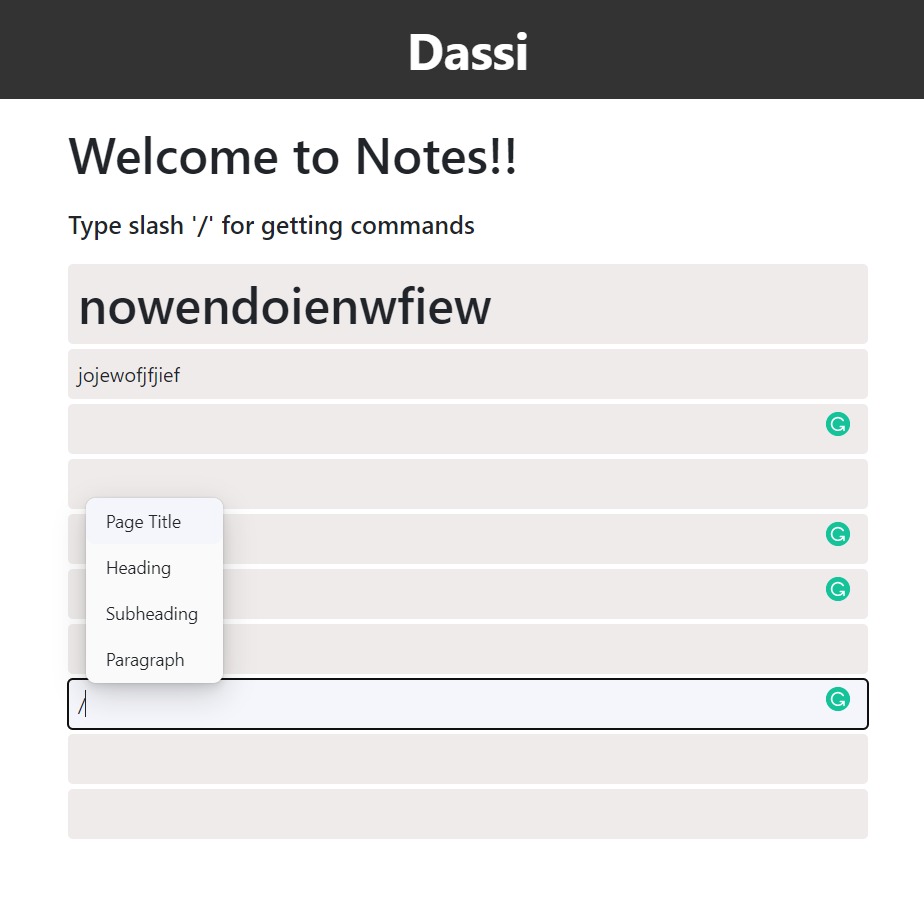 Dassi
Welcome to Notes!!
Type slash '/' for getting commands
nowendoienwfiew
jojewofjfjief
Page Title
Heading
Subheading
Paragraph
/